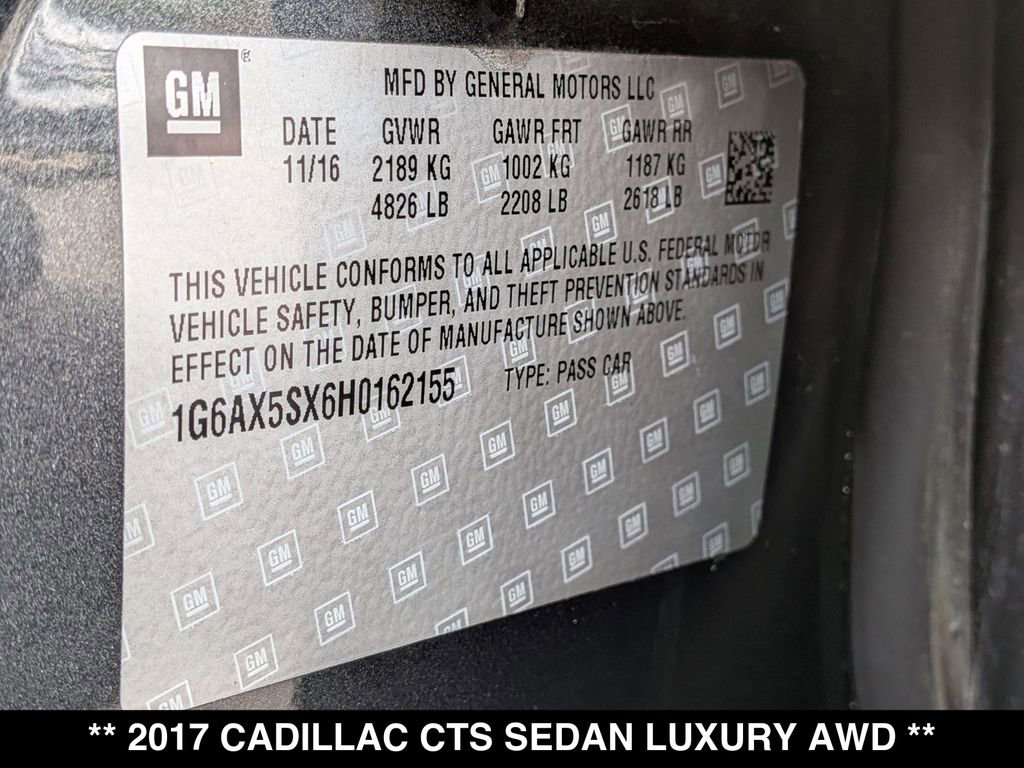 GM
MFD BY GENERAL MOTORS LLC
DATE GVWR GAWR FRT GAWR RR
11/16 2189 KG 1002 KG 1187 KG
4826 LB 2208 LB 2618 LB
THIS VEHICLE CONFORMS TO ALL APPLICABLE U.S. FEDERAL MOTOR
VEHICLE SAFETY, BUMPER, AND THEFT PREVENTION STANDARDS IN
EFFECT ON THE DATE OF MANUFACTURE SHOWN ABOVE.
1G6AX5SX6H0162155 TYPE: PASS CAR
** 2017 CADILLAC CTS SEDAN LUXURY AWD **